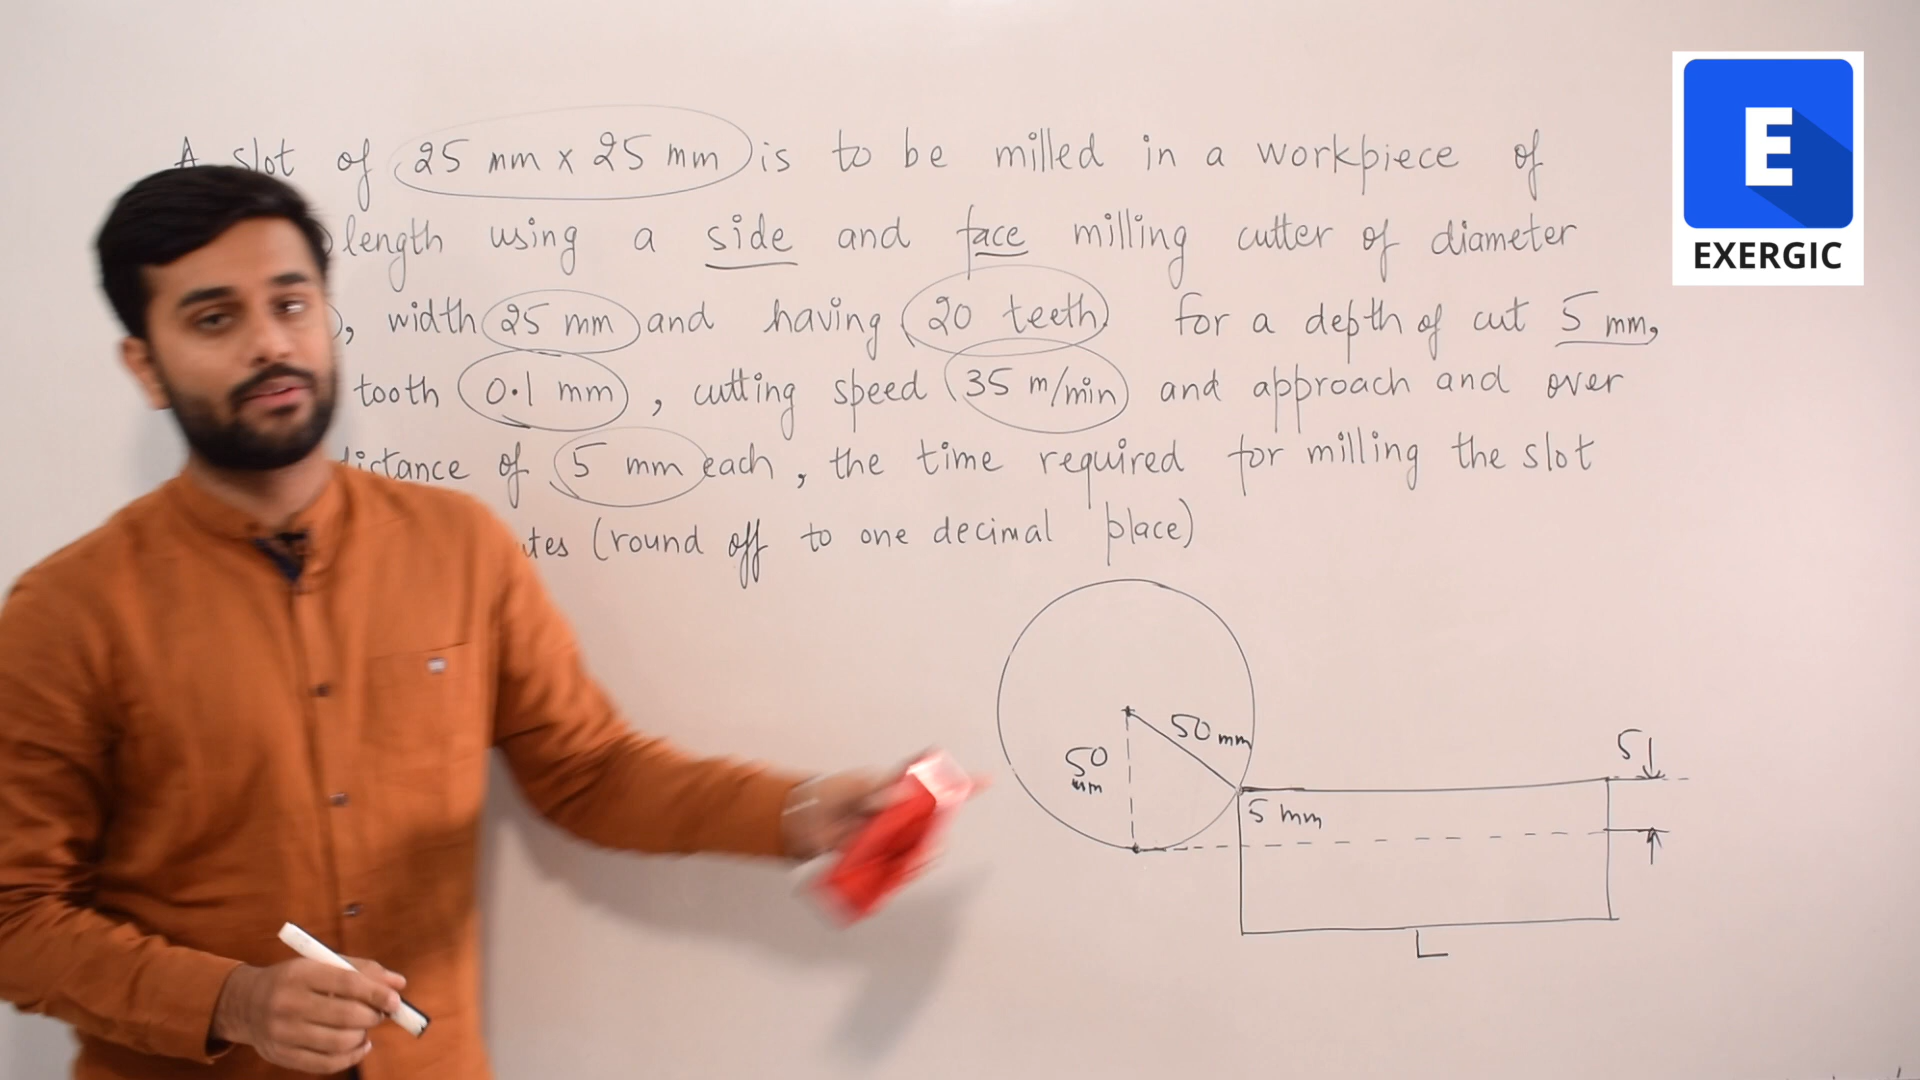 A slot of 25 mm x 25 mm is to be milled in a workpiece of
length using a side and face milling cutter of diameter
, width 25 mm and having 20 teeth for a depth of cut 5 mm,
tooth 0.1 mm, cutting speed 35 m/min and approach and over
distance of 5 mm each, the time required for milling the slot
(round off to one decimal place)
E
EXERGIC
50 mm
50 mm
5
5 mm
L